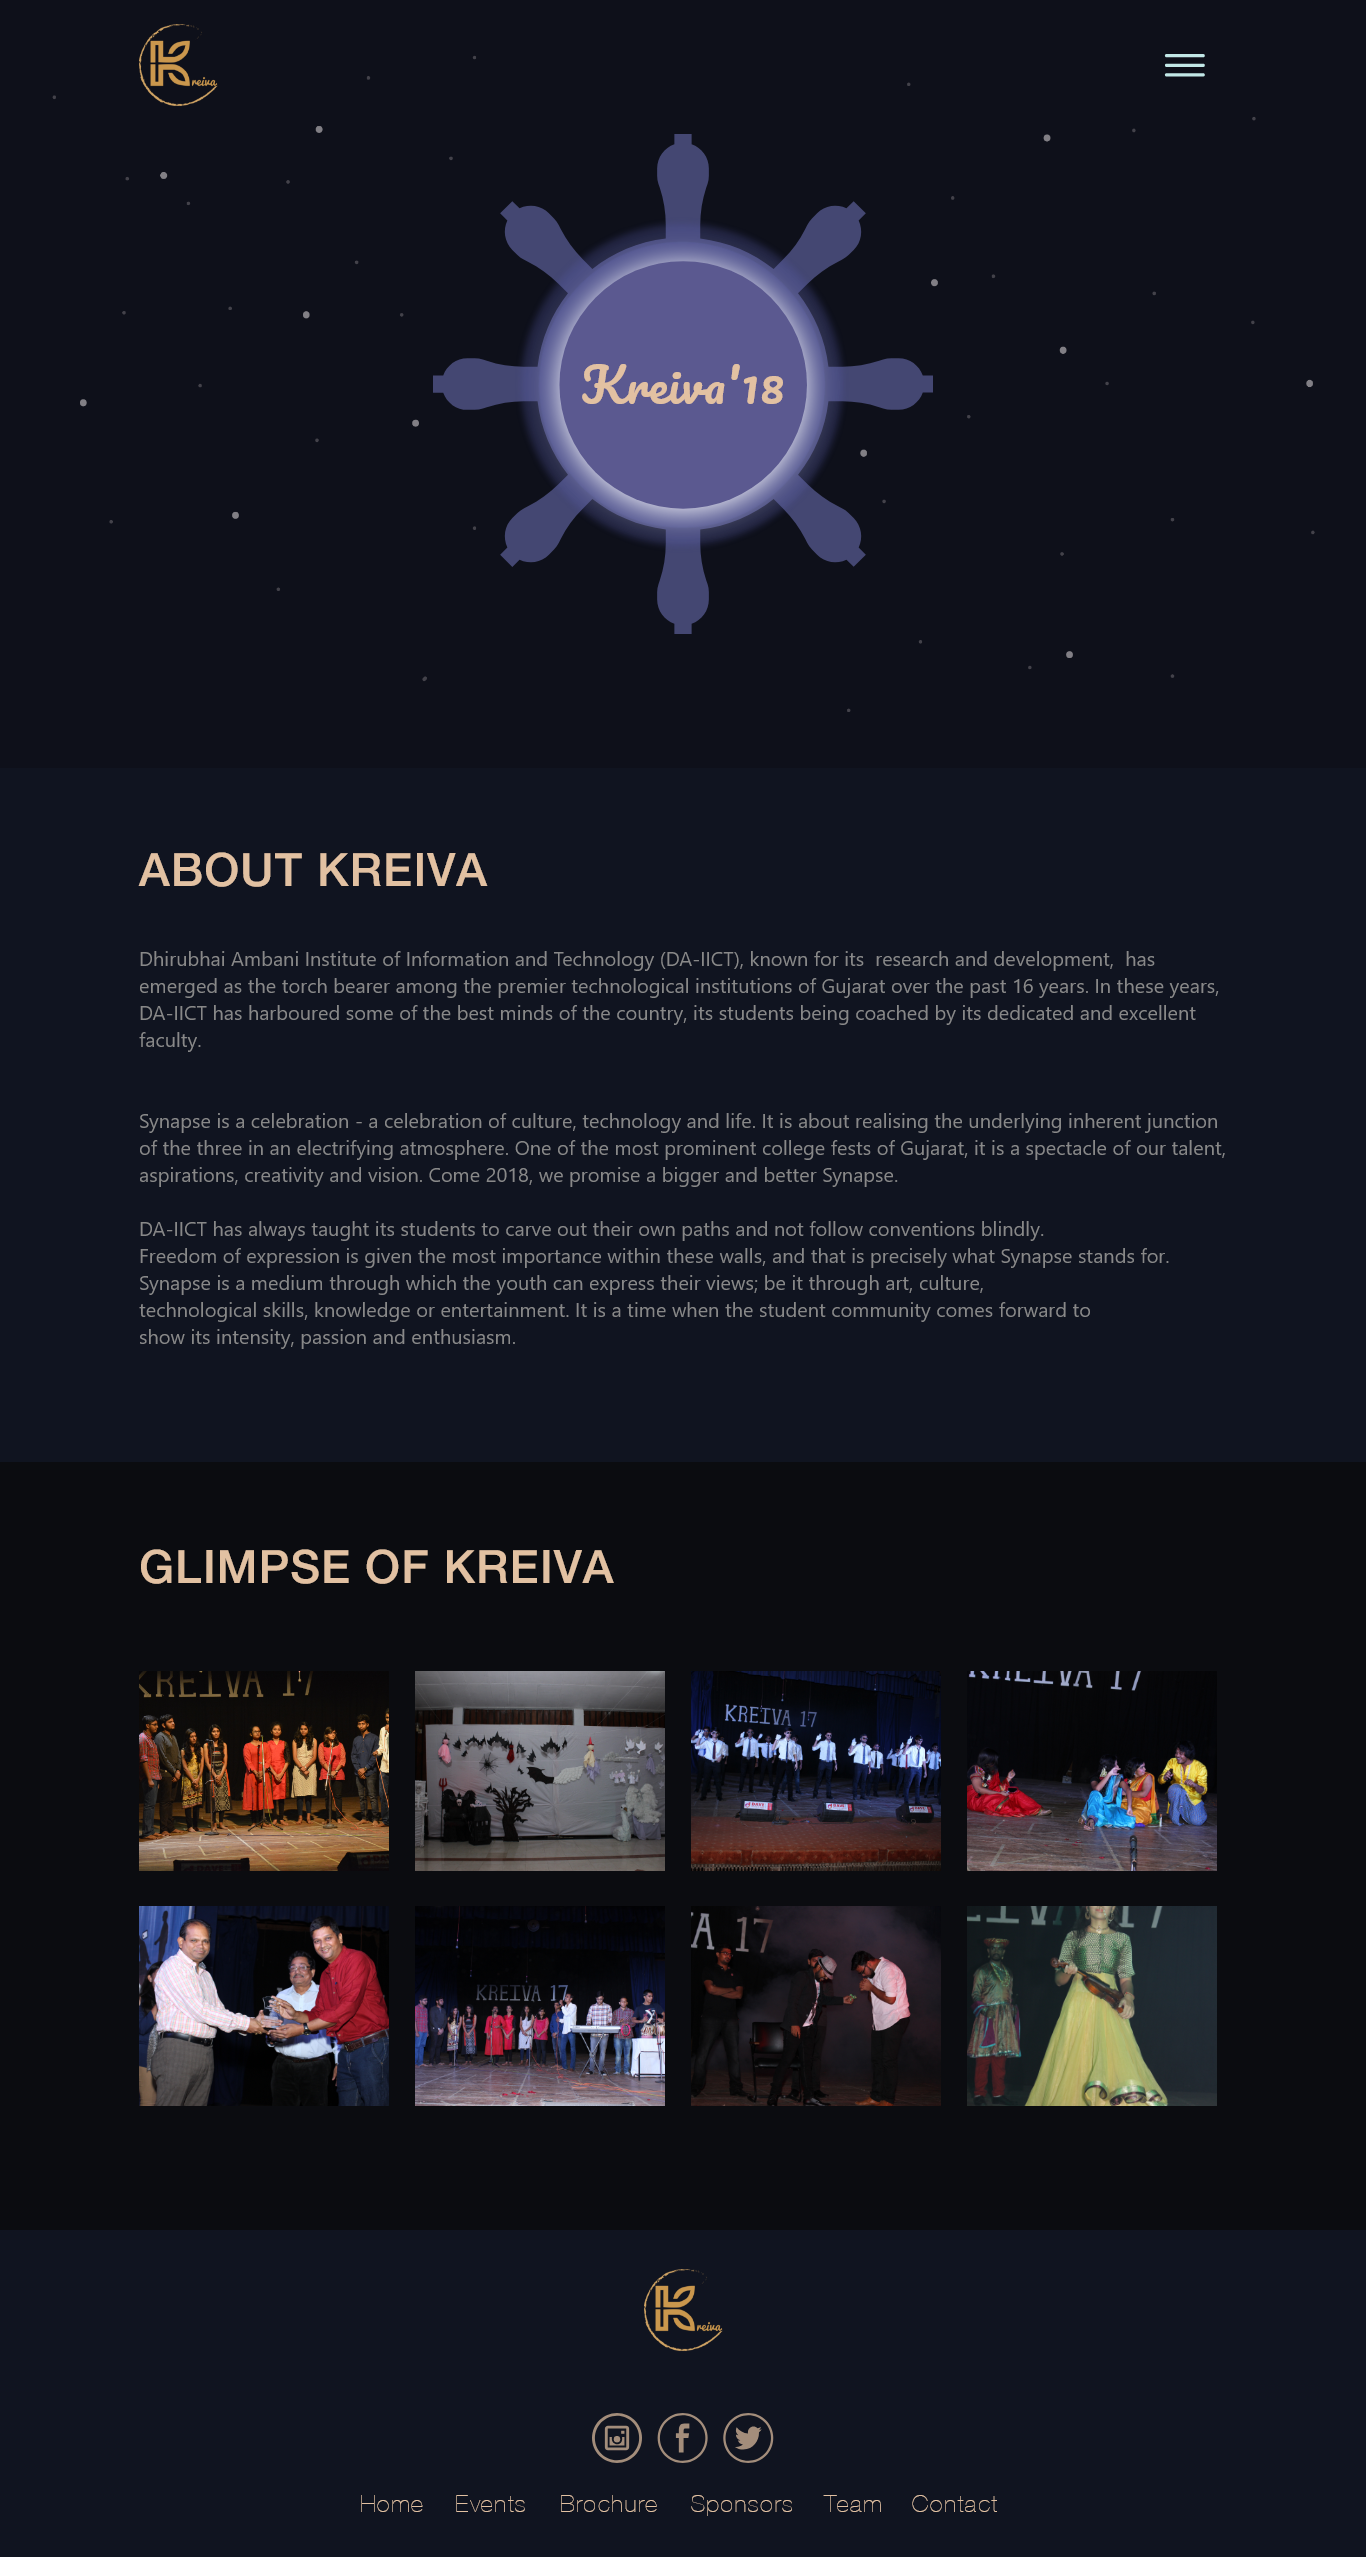 K
reiva
Kreiva'18
ABOUT KREIVA
Dhirubhai Ambani Institute of Information and Technology (DA-IICT), known for its  research and development,  has
emerged as the torch bearer among the premier technological institutions of Gujarat over the past 16 years. In these years,
DA-IICT has harboured some of the best minds of the country, its students being coached by its dedicated and excellent
faculty.
Synapse is a celebration - a celebration of culture, technology and life. It is about realising the underlying inherent junction
of the three in an electrifying atmosphere. One of the most prominent college fests of Gujarat, it is a spectacle of our talent,
aspirations, creativity and vision. Come 2018, we promise a bigger and better Synapse.
DA-IICT has always taught its students to carve out their own paths and not follow conventions blindly.
Freedom of expression is given the most importance within these walls, and that is precisely what Synapse stands for.
Synapse is a medium through which the youth can express their views; be it through art, culture,
technological skills, knowledge or entertainment. It is a time when the student community comes forward to
show its intensity, passion and enthusiasm.
GLIMPSE OF KREIVA
KREIVA 17
KREIVA 17
KREIVA 17
KREIVA 17
VA 17
EIVA 17
K
reiva
Home Events Brochure Sponsors Team Contact